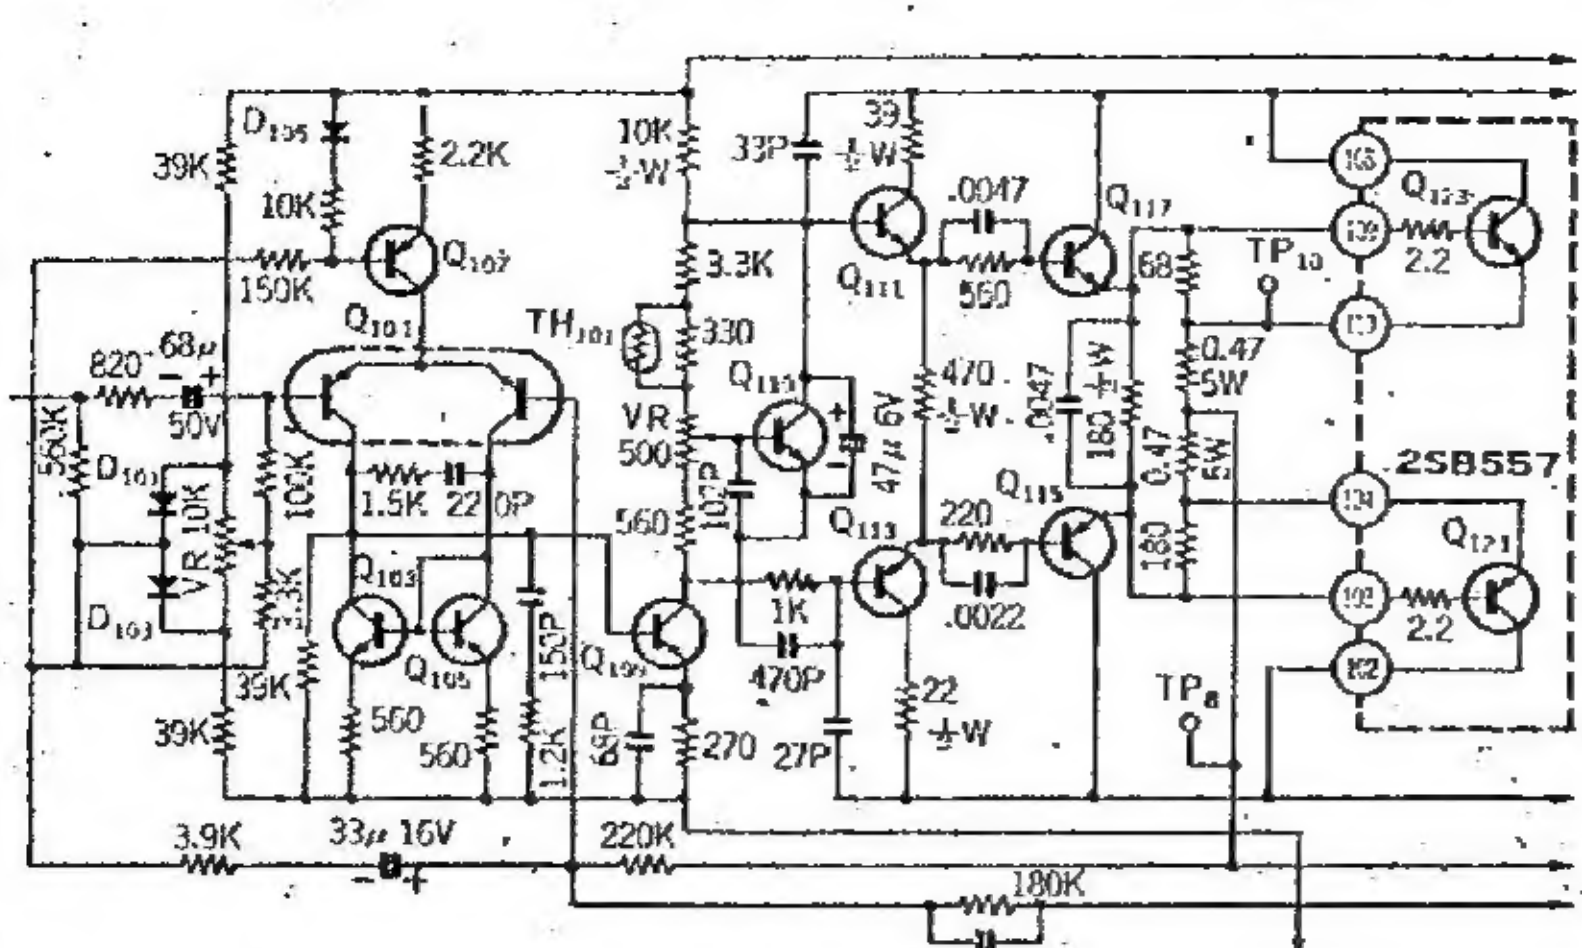 39K
D105
10K
2.2K
Q107
150K
Q101
820
68μ
- +
50V
560K
D101
VR 10K
100K
1.5K
220P
D103
Q103
Q105
39K
39K
560
560
150P
1.2K
3.9K
33μ 16V
- +
10K
½W
3.3K
TH101
330
VR
500
560
Q109
68P
270
220K
33P
39
½W
Q111
.0047
560
Q117
+
-
47μ 6V
470
½W
Q113
220
.0022
Q115
1K
470P
27P
22
½W
.0047
180 ½W
68
TP10
0.47
5W
0.47
5W
180
TP8
180K
109
104
102
Q123
2.2
2SB557
Q121
2.2